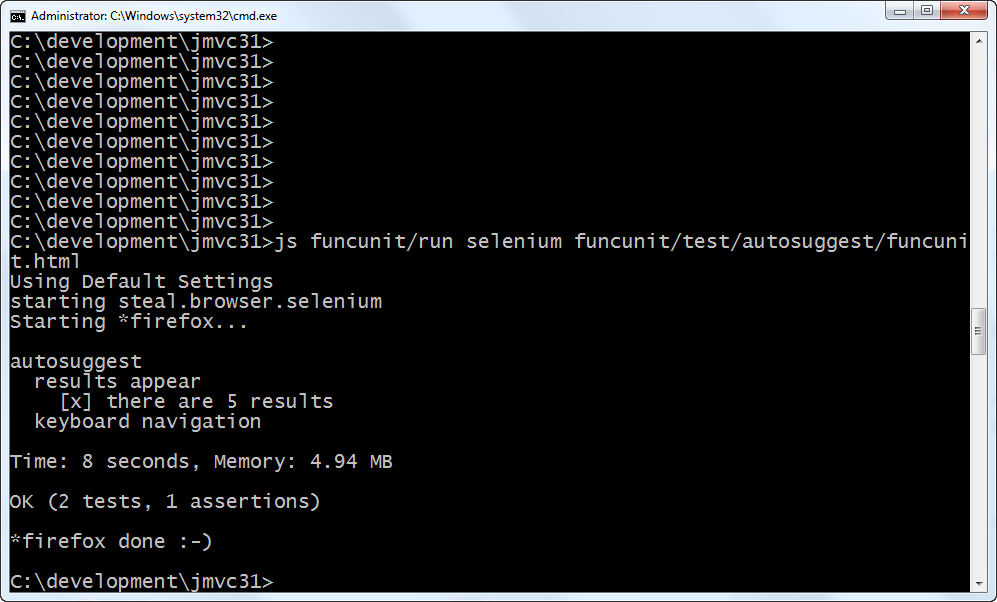 Administrator: C:\Windows\system32\cmd.exe
C:\development\jmvc31>
C:\development\jmvc31>
C:\development\jmvc31>
C:\development\jmvc31>
C:\development\jmvc31>
C:\development\jmvc31>
C:\development\jmvc31>
C:\development\jmvc31>
C:\development\jmvc31>
C:\development\jmvc31>
C:\development\jmvc31>js funcunit/run selenium funcunit/test/autosuggest/funcuni
t.html
Using Default Settings
starting steal.browser.selenium
Starting *firefox...
autosuggest
  results appear
    [x] there are 5 results
  keyboard navigation
Time: 8 seconds, Memory: 4.94 MB
OK (2 tests, 1 assertions)
*firefox done :-)
C:\development\jmvc31>